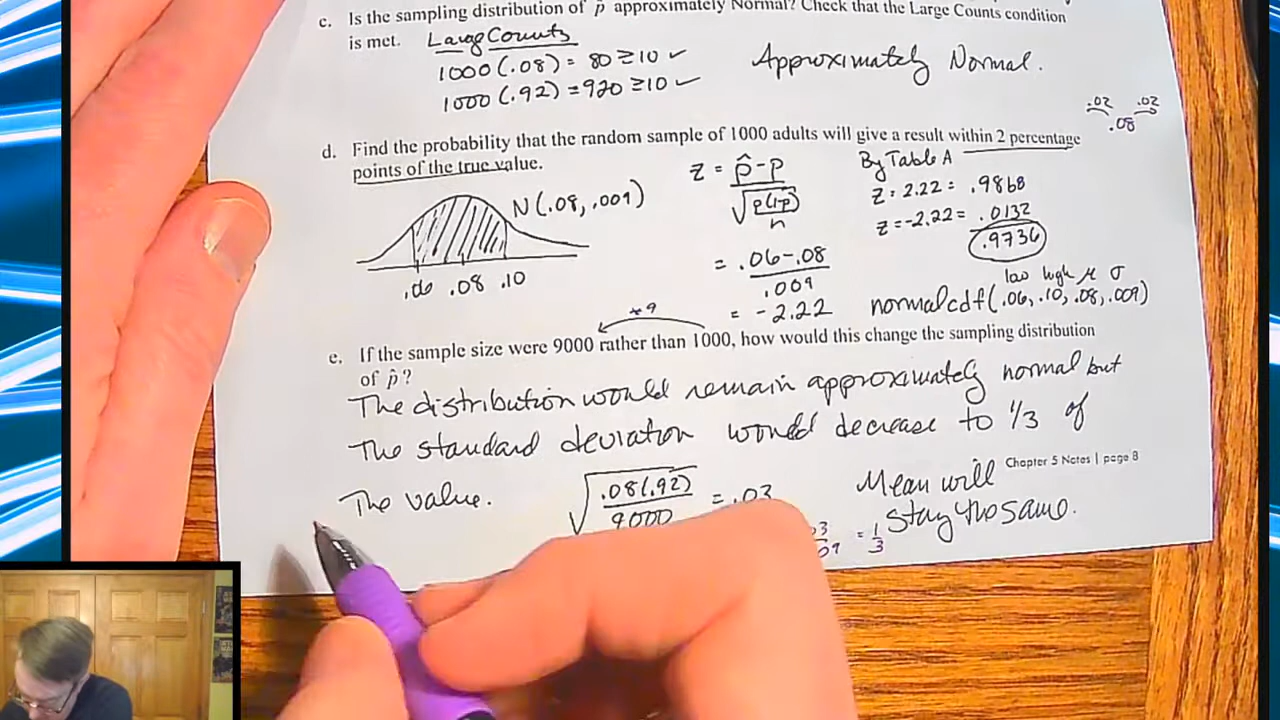 c. Is the sampling distribution of p̂ approximately Normal? Check that the Large Counts condition
is met. Large Counts
1000(.08) = 80 ≥ 10 ✓
1000(.92) = 920 ≥ 10 ✓
Approximately Normal.
.02 .02
.08
d. Find the probability that the random sample of 1000 adults will give a result within 2 percentage
points of the true value.
N(.08, .009)
.06 .08 .10
z = p̂-p
√p(1-p)
n
= .06-.08
.009
= -2.22
By Table A
z = 2.22 = .9868
z = -2.22 = .0132
.9736
low high μ σ
normalcdf(.06, .10, .08, .009)
×9
e. If the sample size were 9000 rather than 1000, how would this change the sampling distribution
of p̂?
The distribution would remain approximately normal but
the standard deviation would decrease to 1/3 of
the value.
√.08(.92) = .03
9000
= 1
3
Mean will
stay the same.
Chapter 5 Notes | page 8